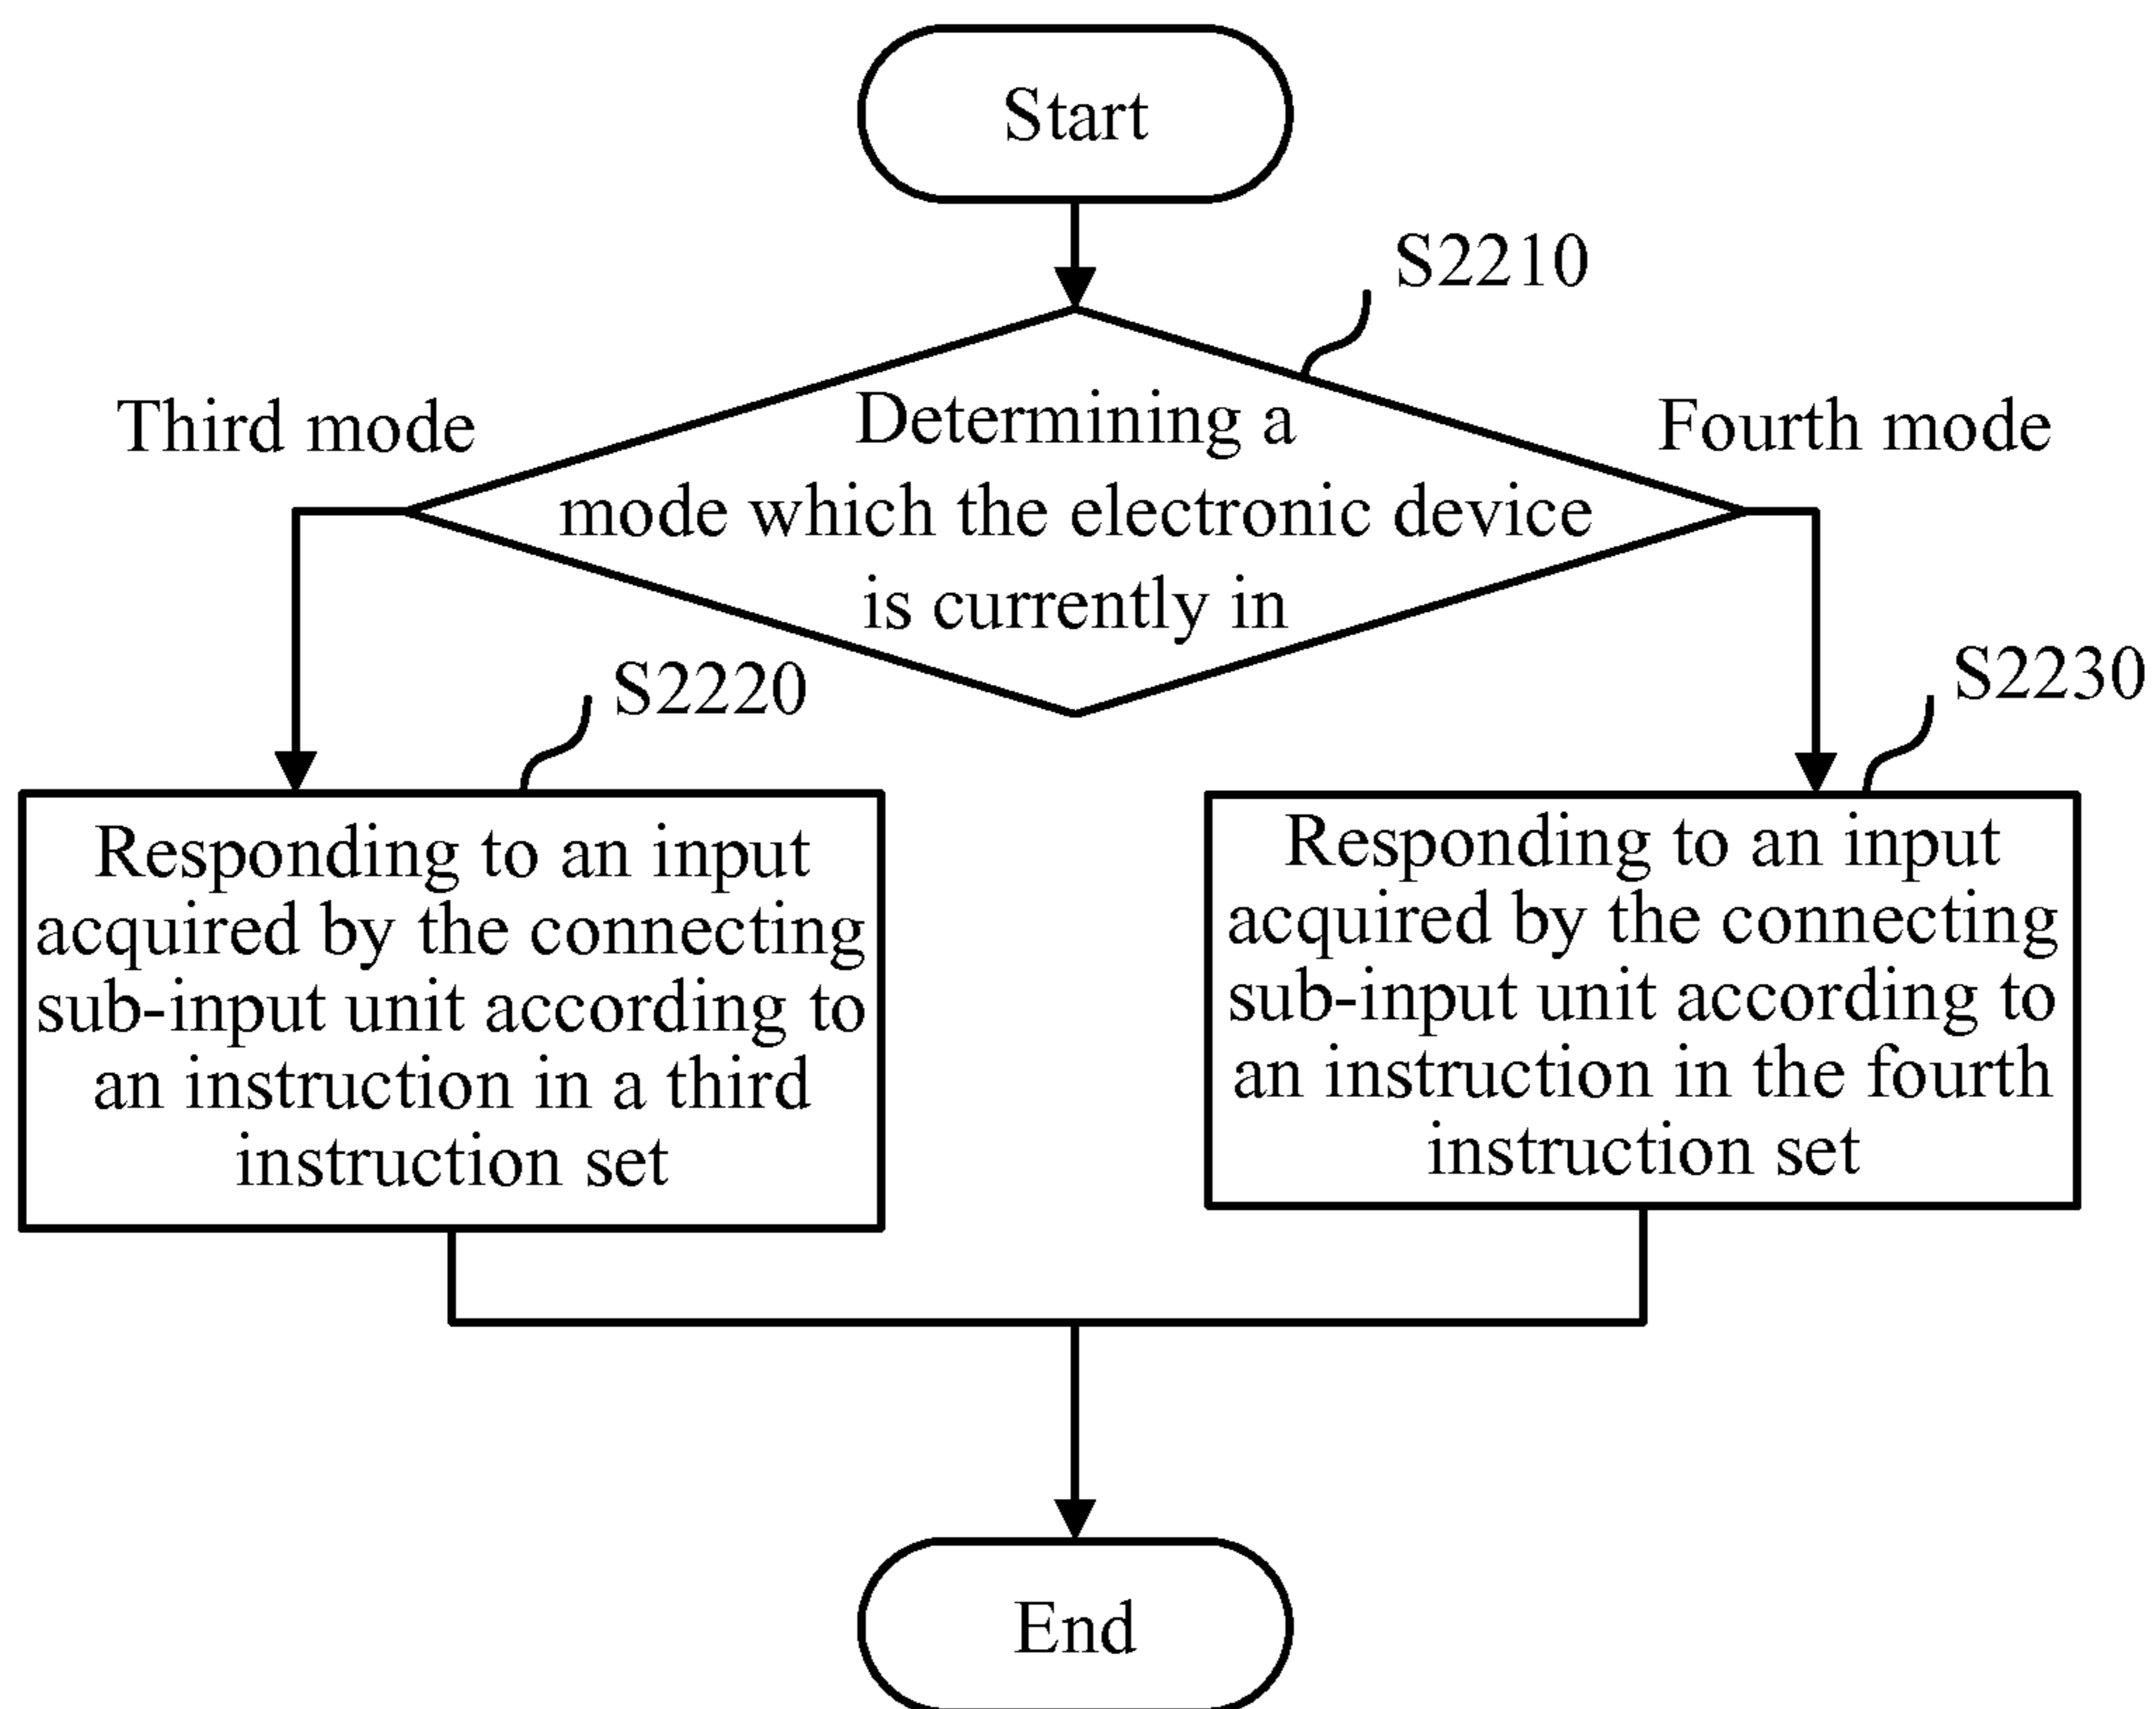 Start
S2210
Third mode
Determining a
mode which the electronic device
is currently in
Fourth mode
S2220
S2230
Responding to an input
acquired by the connecting
sub-input unit according to
an instruction in a third
instruction set
Responding to an input
acquired by the connecting
sub-input unit according to
an instruction in the fourth
instruction set
End